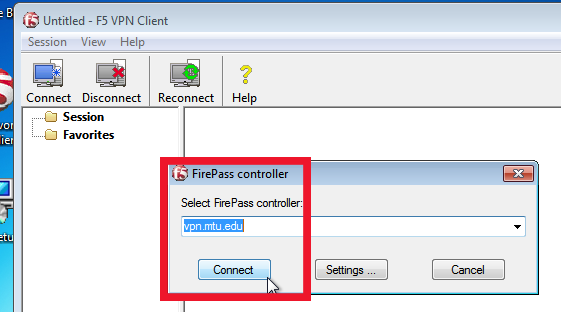 Untitled - F5 VPN Client
Session View Help
Connect Disconnect Reconnect Help
Session
Favorites
FirePass controller
Select FirePass controller:
vpn.mtu.edu
Connect Settings ... Cancel